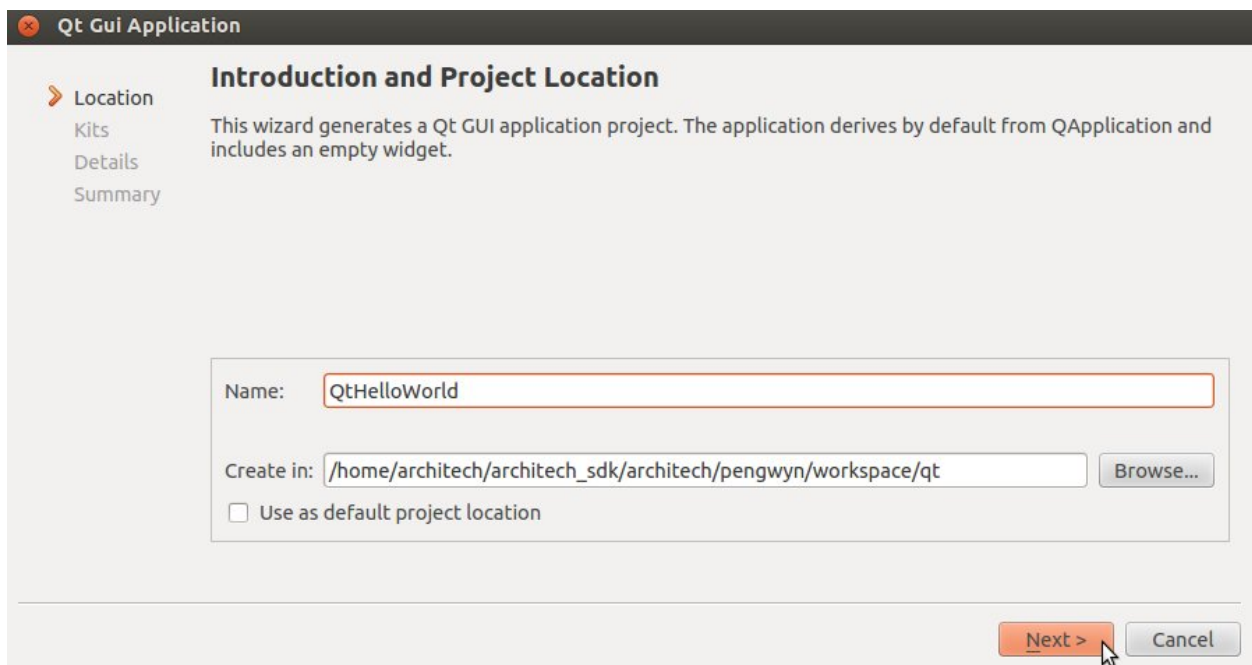 Qt Gui Application
Location
Kits
Details
Summary
Introduction and Project Location
This wizard generates a Qt GUI application project. The application derives by default from QApplication and
includes an empty widget.
Name: QtHelloWorld
Create in: /home/architech/architech_sdk/architech/pengwyn/workspace/qt Browse...
Use as default project location
Next > Cancel